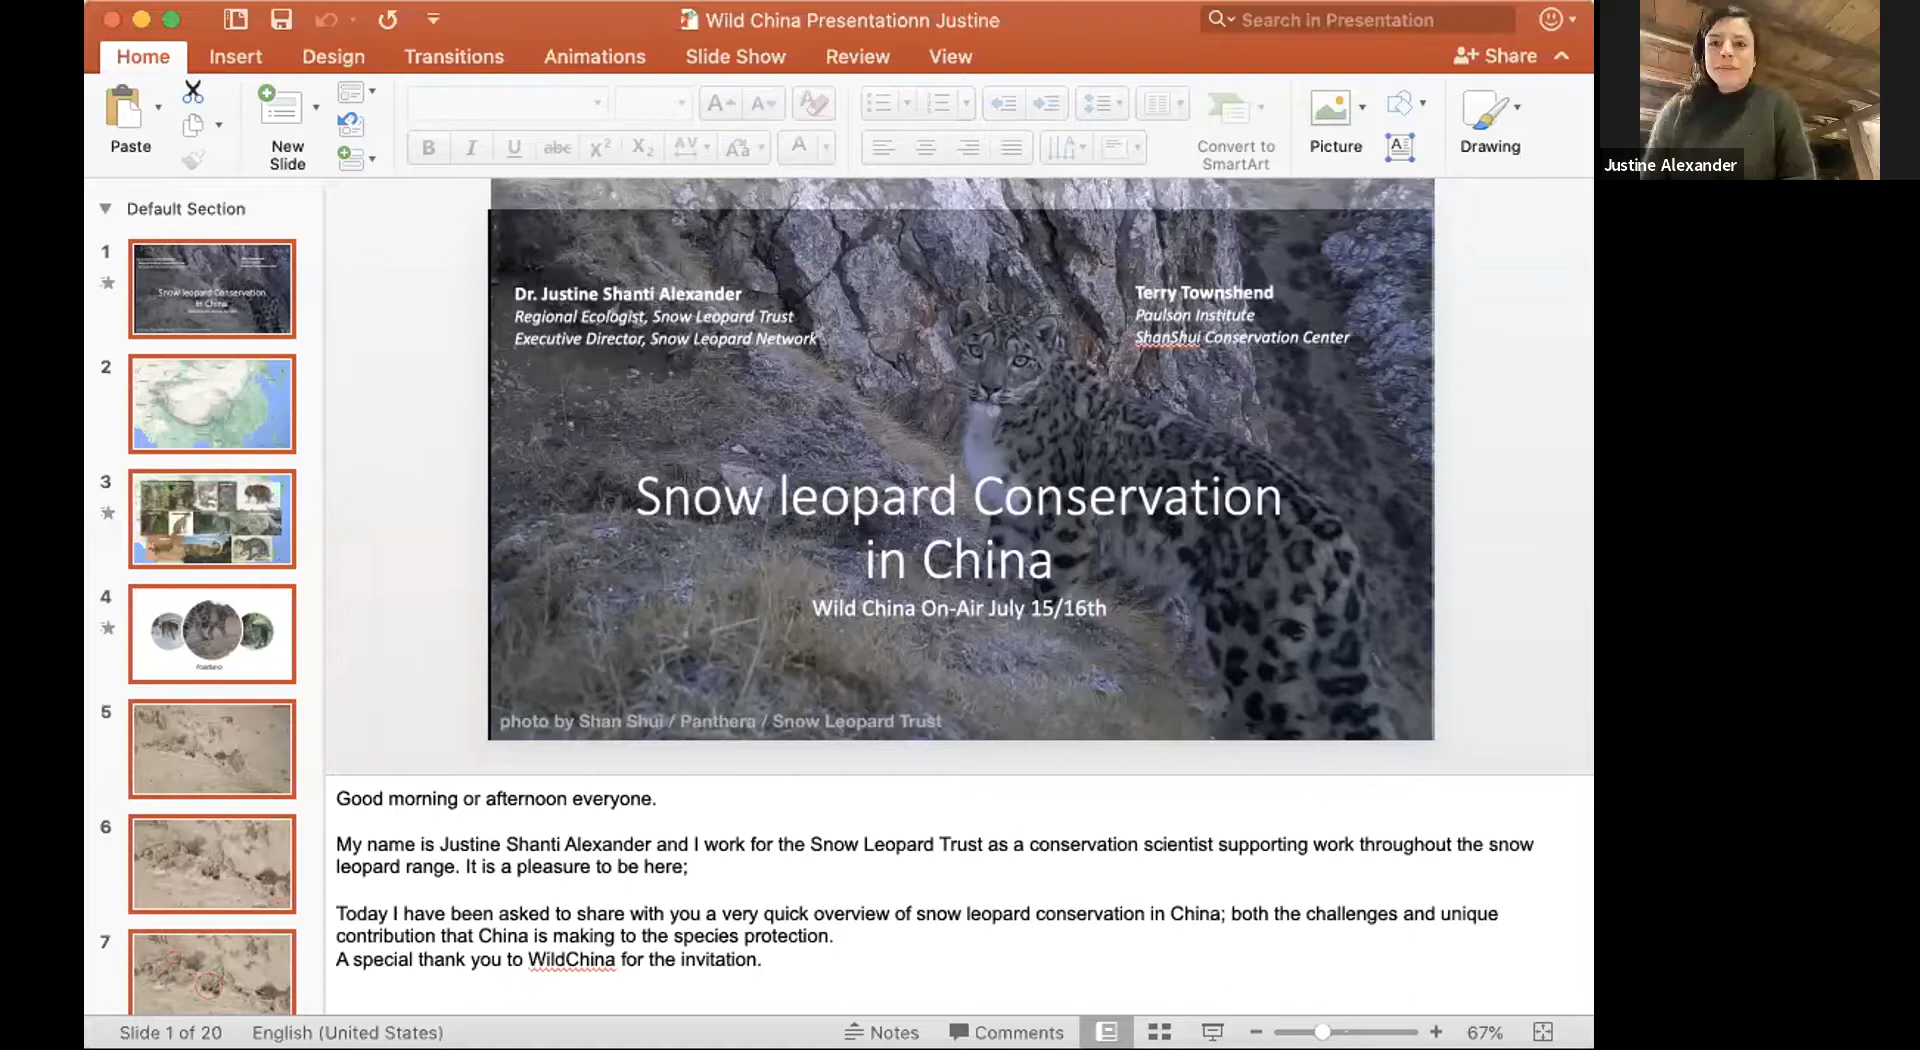 Wild China Presentationn Justine
Search in Presentation
Home
Insert
Design
Transitions
Animations
Slide Show
Review
View
Share
Paste
New
Slide
Convert to
SmartArt
Picture
Drawing
Default Section
1
2
3
4
5
6
7
Snow leopard Conservation
in China
Dr. Justine Shanti Alexander
Regional Ecologist, Snow Leopard Trust
Executive Director, Snow Leopard Network
Terry Townshend
Paulson Institute
ShanShui Conservation Center
Snow leopard Conservation
in China
Wild China On-Air July 15/16th
photo by Shan Shui / Panthera / Snow Leopard Trust
Good morning or afternoon everyone.
My name is Justine Shanti Alexander and I work for the Snow Leopard Trust as a conservation scientist supporting work throughout the snow
leopard range. It is a pleasure to be here;
Today I have been asked to share with you a very quick overview of snow leopard conservation in China; both the challenges and unique
contribution that China is making to the species protection.
A special thank you to WildChina for the invitation.
Slide 1 of 20
English (United States)
Notes
Comments
67%
Justine Alexander